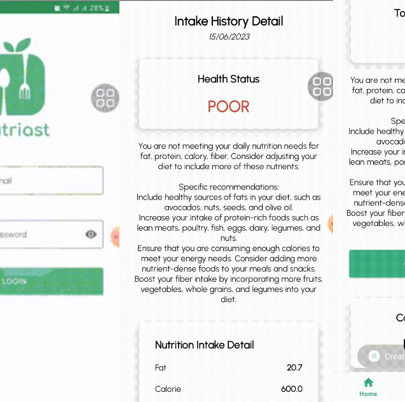 28%
triast
ail
assword
LOGIN
Intake History Detail
15/06/2023
Health Status
POOR
You are not meeting your daily nutrition needs for
fat, protein, calory, fiber. Consider adjusting your
diet to include more of these nutrients.
Specific recommendations:
Include healthy sources of fats in your diet, such as
avocados, nuts, seeds, and olive oil.
Increase your intake of protein-rich foods such as
lean meats, poultry, fish, eggs, dairy, legumes, and
nuts.
Ensure that you are consuming enough calories to
meet your energy needs. Consider adding more
nutrient-dense foods to your meals and snacks.
Boost your fiber intake by incorporating more fruits,
vegetables, whole grains, and legumes into your
diet.
Nutrition Intake Detail
Fat 20.7
Calorie 600.0
To
You are not me
fat, protein, ca
diet to in
Spe
Include healthy
avocad
Increase your i
lean meats, po
Ensure that you
meet your ene
nutrient-dens
Boost your fiber
vegetables, w
Co
Creat
Home